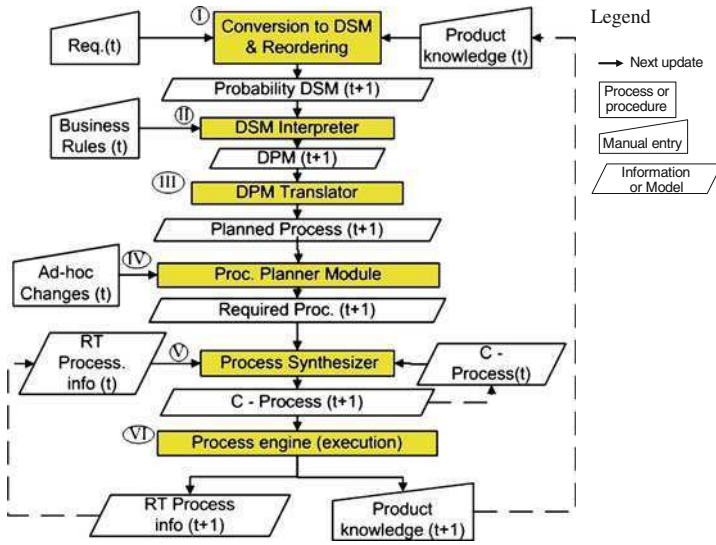 I
Conversion to DSM
& Reordering
Req.(t)
Product
knowledge (t)
Probability DSM (t+1)
Business
Rules (t)
II
DSM Interpreter
DPM (t+1)
III
DPM Translator
Planned Process (t+1)
Ad-hoc
Changes (t)
IV
Proc. Planner Module
Required Proc. (t+1)
RT
Process.
info (t)
V
Process Synthesizer
C -
Process(t)
C - Process (t+1)
VI
Process engine (execution)
RT Process
info (t+1)
Product
knowledge (t+1)
Legend
Next update
Process or
procedure
Manual entry
Information
or Model